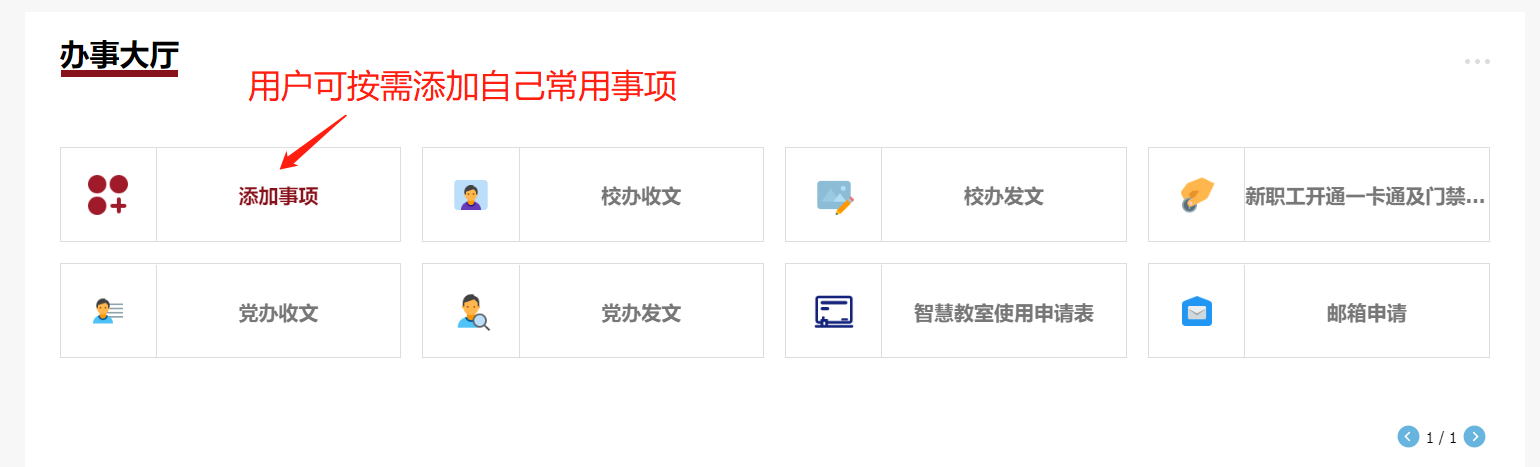 办事大厅
用户可按需添加自己常用事项
添加事项
校办收文
校办发文
新职工开通一卡通及门禁...
党办收文
党办发文
智慧教室使用申请表
邮箱申请
1 / 1